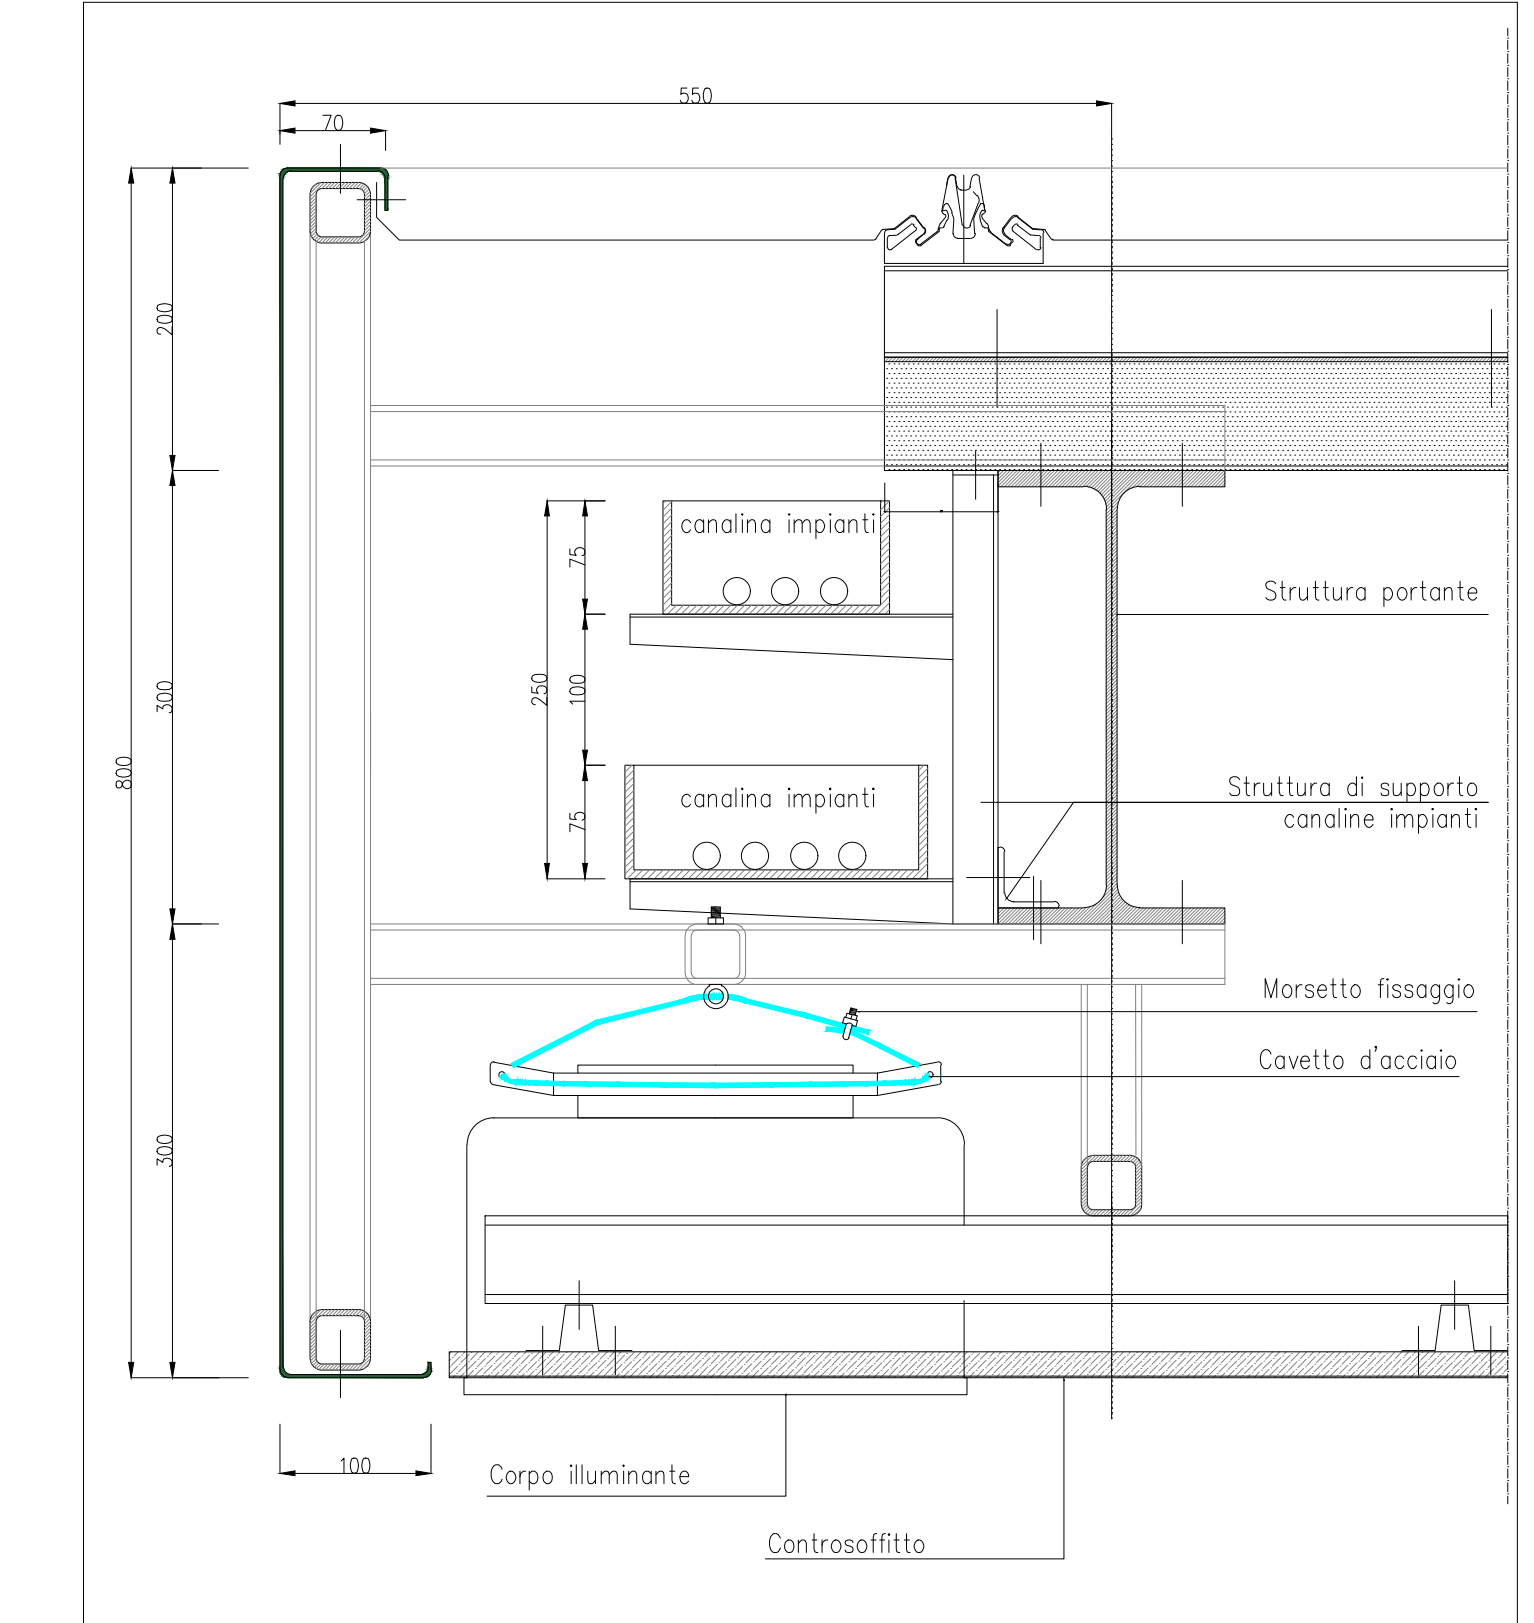 550
70
200
canalina impianti
75
Struttura portante
300
250
100
800
Struttura di supporto
canaline impianti
canalina impianti
75
Morsetto fissaggio
Cavetto d'acciaio
300
100
Corpo illuminante
Controsoffitto